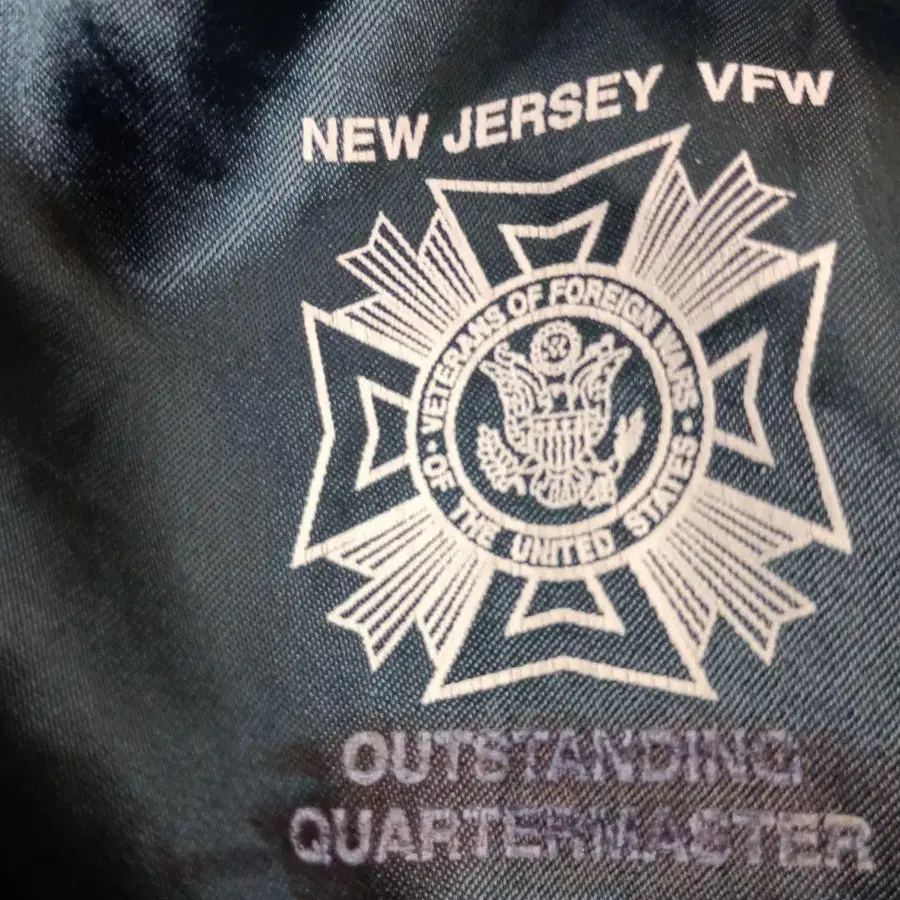 NEW JERSEY VFW
· VETERANS OF FOREIGN WARS ·
OF THE UNITED STATES
OUTSTANDING
QUARTERMASTER